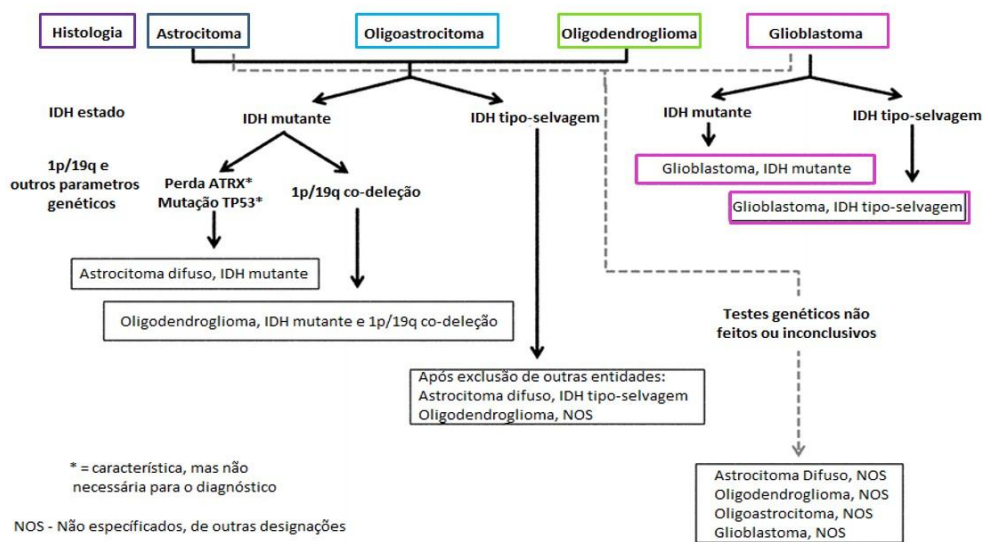 Histologia
Astrocitoma
Oligoastrocitoma
Oligodendroglioma
Glioblastoma
IDH estado
IDH mutante
IDH tipo-selvagem
IDH mutante
IDH tipo-selvagem
1p/19q e
outros parametros
genéticos
Perda ATRX*
Mutação TP53*
1p/19q co-deleção
Glioblastoma, IDH mutante
Glioblastoma, IDH tipo-selvagem
Astrocitoma difuso, IDH mutante
Oligodendroglioma, IDH mutante e 1p/19q co-deleção
Testes genéticos não
feitos ou inconclusivos
Após exclusão de outras entidades:
Astrocitoma difuso, IDH tipo-selvagem
Oligodendroglioma, NOS
* = característica, mas não
necessária para o diagnóstico
Astrocitoma Difuso, NOS
Oligodendroglioma, NOS
Oligoastrocitoma, NOS
Glioblastoma, NOS
NOS - Não específicados, de outras designações